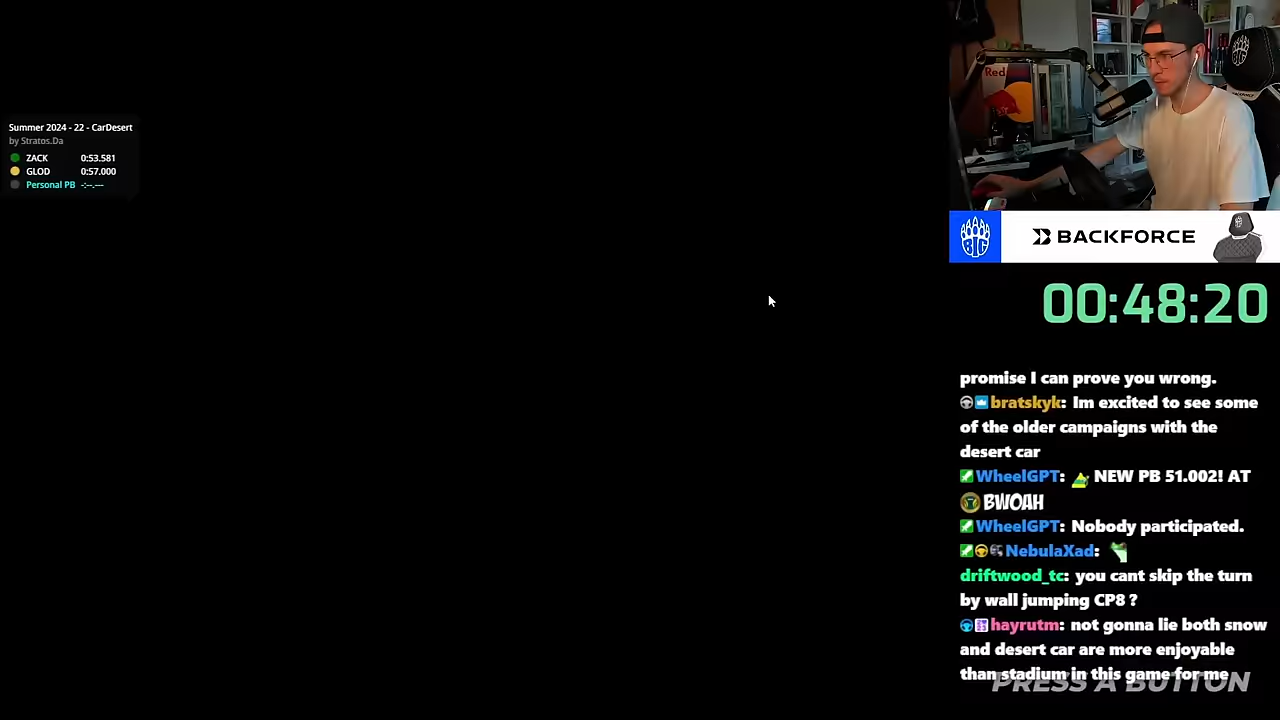 Summer 2024 - 22 - CarDesert
by Stratos.Da
ZACK 0:53.581
GLOD 0:57.000
Personal PB -:--.---
Red
BIG
BACKFORCE
00:48:20
promise I can prove you wrong.
bratskyk: Im excited to see some
of the older campaigns with the
desert car
WheelGPT: NEW PB 51.002! AT
BWOAH
WheelGPT: Nobody participated.
NebulaXad:
driftwood_tc: you cant skip the turn
by wall jumping CP8 ?
hayrutm: not gonna lie both snow
and desert car are more enjoyable
than stadium in this game for me
PRESS A BUTTON